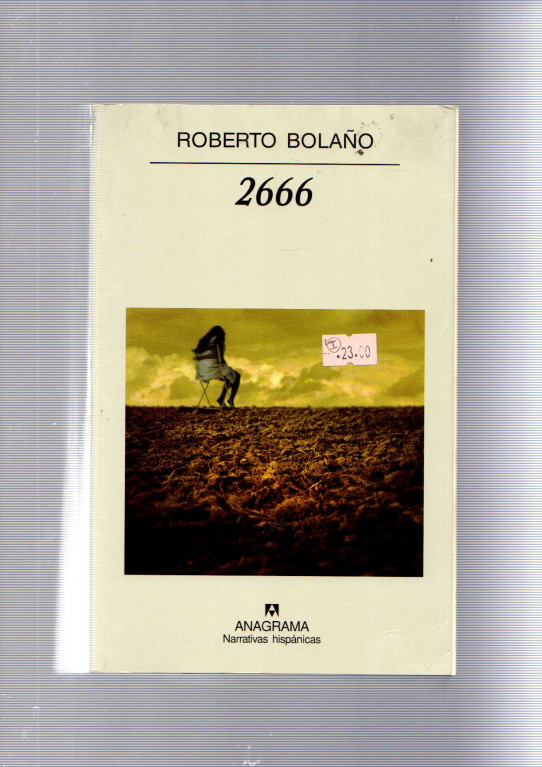 ROBERTO BOLAÑO
2666
.23.00
ANAGRAMA
Narrativas hispánicas